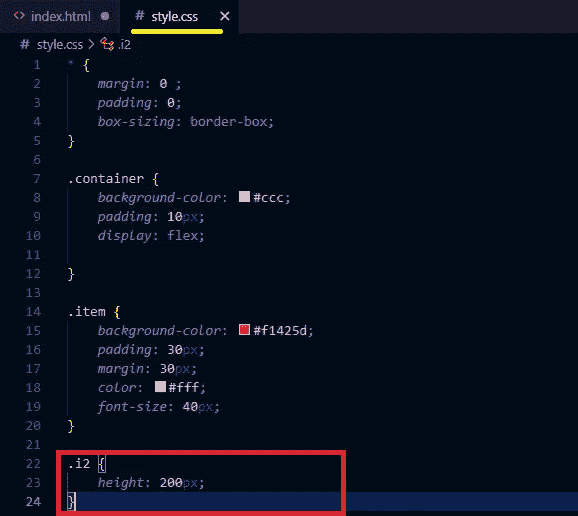 <> index.html ●
# style.css ×
# style.css > .i2
1 * {
2 margin: 0 ;
3 padding: 0;
4 box-sizing: border-box;
5 }
6
7 .container {
8 background-color: #ccc;
9 padding: 10px;
10 display: flex;
11
12 }
13
14 .item {
15 background-color: #f1425d;
16 padding: 30px;
17 margin: 30px;
18 color: #fff;
19 font-size: 40px;
20 }
21
22 .i2 {
23 height: 200px;
24 }